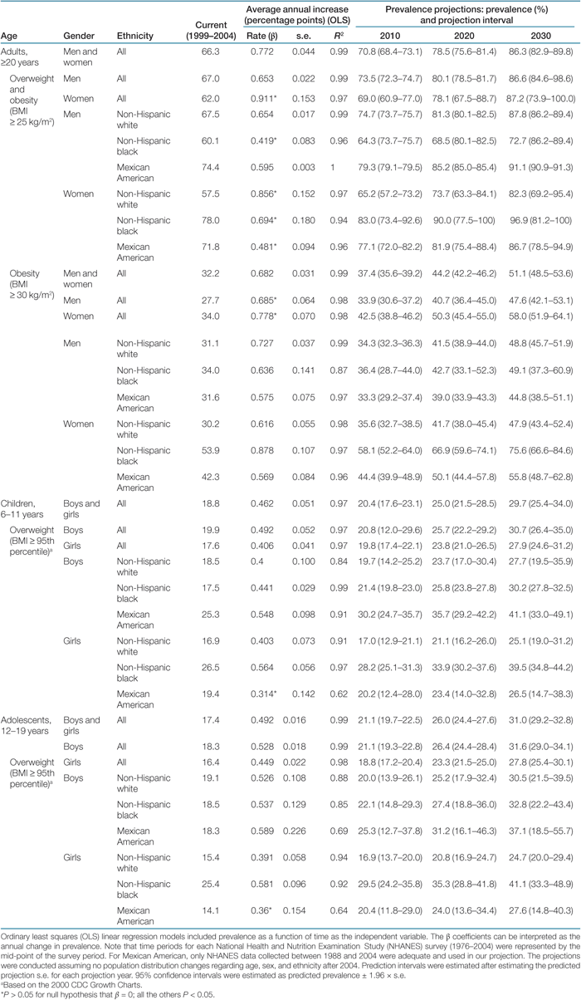 Average annual increase Prevalence projections: prevalence (%)
Current (percentage points) (OLS) and projection interval
Age Gender Ethnicity (1999–2004) Rate (β) s.e. R² 2010 2020 2030
Adults, Men and All 66.3 0.772 0.044 0.99 70.8 (68.4–73.1) 78.5 (75.6–81.4) 86.3 (82.9–89.8)
≥20 years women
Overweight Men All 67.0 0.653 0.022 0.99 73.5 (72.3–74.7) 80.1 (78.5–81.7) 86.6 (84.6–98.6)
and
obesity Women All 62.0 0.911* 0.153 0.97 69.0 (60.9–77.0) 78.1 (67.5–88.7) 87.2 (73.9–100.0)
(BMI Men Non-Hispanic 67.5 0.654 0.017 0.99 74.7 (73.7–75.7) 81.3 (80.1–82.5) 87.8 (86.2–89.4)
≥ 25 kg/m²) white
Non-Hispanic 60.1 0.419* 0.083 0.96 64.3 (73.7–75.7) 68.5 (80.1–82.5) 72.7 (86.2–89.4)
black
Mexican 74.4 0.595 0.003 1 79.3 (79.1–79.5) 85.2 (85.0–85.4) 91.1 (90.9–91.3)
American
Women Non-Hispanic 57.5 0.856* 0.152 0.97 65.2 (57.2–73.2) 73.7 (63.3–84.1) 82.3 (69.2–95.4)
white
Non-Hispanic 78.0 0.694* 0.180 0.94 83.0 (73.4–92.6) 90.0 (77.5–100) 96.9 (81.2–100)
black
Mexican 71.8 0.481* 0.094 0.96 77.1 (72.0–82.2) 81.9 (75.4–88.4) 86.7 (78.5–94.9)
American
Obesity Men and All 32.2 0.682 0.031 0.99 37.4 (35.6–39.2) 44.2 (42.2–46.2) 51.1 (48.5–53.6)
(BMI women
≥ 30 kg/m²) Men All 27.7 0.685* 0.064 0.98 33.9 (30.6–37.2) 40.7 (36.4–45.0) 47.6 (42.1–53.1)
Women All 34.0 0.778* 0.070 0.98 42.5 (38.8–46.2) 50.3 (45.4–55.0) 58.0 (51.9–64.1)
Men Non-Hispanic 31.1 0.727 0.037 0.99 34.3 (32.3–36.3) 41.5 (38.9–44.0) 48.8 (45.7–51.9)
white
Non-Hispanic 34.0 0.636 0.141 0.87 36.4 (28.7–44.0) 42.7 (33.1–52.3) 49.1 (37.3–60.9)
black
Mexican 31.6 0.575 0.075 0.97 33.3 (29.2–37.4) 39.0 (33.9–43.3) 44.8 (38.5–51.1)
American
Women Non-Hispanic 30.2 0.616 0.055 0.98 35.6 (32.7–38.5) 41.7 (38.0–45.4) 47.9 (43.4–52.4)
white
Non-Hispanic 53.9 0.878 0.107 0.97 58.1 (52.2–64.0) 66.9 (59.6–74.1) 75.6 (66.6–84.6)
black
Mexican 42.3 0.569 0.084 0.96 44.4 (39.9–48.9) 50.1 (44.4–57.8) 55.8 (48.7–62.8)
American
Children, Boys and All 18.8 0.462 0.051 0.97 20.4 (17.6–23.1) 25.0 (21.5–28.5) 29.7 (25.4–34.0)
6–11 years girls
Overweight Boys All 19.9 0.492 0.052 0.97 20.8 (12.0–29.6) 25.7 (22.2–29.2) 30.7 (26.4–35.0)
(BMI ≥ 95th Girls All 17.6 0.406 0.041 0.97 19.8 (17.4–22.1) 23.8 (21.0–26.5) 27.9 (24.6–31.2)
percentile)ᵃ Boys Non-Hispanic 18.5 0.4 0.100 0.84 19.7 (14.2–25.2) 23.7 (17.0–30.4) 27.7 (19.5–35.9)
white
Non-Hispanic 17.5 0.441 0.029 0.99 21.4 (19.8–23.0) 25.8 (23.8–27.8) 30.2 (27.8–32.5)
black
Mexican 25.3 0.548 0.098 0.91 30.2 (24.7–35.7) 35.7 (29.2–42.2) 41.1 (33.0–49.1)
American
Girls Non-Hispanic 16.9 0.403 0.073 0.91 17.0 (12.9–21.1) 21.1 (16.2–26.0) 25.1 (19.0–31.2)
white
Non-Hispanic 26.5 0.564 0.056 0.97 28.2 (25.1–31.3) 33.9 (30.2–37.6) 39.5 (34.8–44.2)
black
Mexican 19.4 0.314* 0.142 0.62 20.2 (12.4–28.0) 23.4 (14.0–32.8) 26.5 (14.7–38.3)
American
Adolescents, Boys and All 17.4 0.492 0.016 0.99 21.1 (19.7–22.5) 26.0 (24.4–27.6) 31.0 (29.2–32.8)
12–19 years girls
Boys All 18.3 0.528 0.018 0.99 21.1 (19.3–22.8) 26.4 (24.4–28.4) 31.6 (29.0–34.1)
Overweight Girls All 16.4 0.449 0.022 0.98 18.8 (17.2–20.4) 23.3 (21.5–25.0) 27.8 (25.4–30.1)
(BMI ≥ 95th Boys Non-Hispanic 19.1 0.526 0.108 0.88 20.0 (13.9–26.1) 25.2 (17.9–32.4) 30.5 (21.5–39.5)
percentile)ᵃ white
Non-Hispanic 18.5 0.537 0.129 0.85 22.1 (14.8–29.3) 27.4 (18.8–36.0) 32.8 (22.2–43.4)
black
Mexican 18.3 0.589 0.226 0.69 25.3 (12.7–37.8) 31.2 (16.1–46.3) 37.1 (18.5–55.7)
American
Girls Non-Hispanic 15.4 0.391 0.058 0.94 16.9 (13.7–20.0) 20.8 (16.9–24.7) 24.7 (20.0–29.4)
white
Non-Hispanic 25.4 0.581 0.096 0.92 29.5 (24.2–35.8) 35.3 (28.8–41.8) 41.1 (33.3–48.9)
black
Mexican 14.1 0.36* 0.154 0.64 20.4 (11.8–29.0) 24.0 (13.6–34.4) 27.6 (14.8–40.3)
American
Ordinary least squares (OLS) linear regression models included prevalence as a function of time as the independent variable. The β coefficients can be interpreted as the
annual change in prevalence. Note that time periods for each National Health and Nutrition Examination Study (NHANES) survey (1976–2004) were represented by the
mid-point of the survey period. For Mexican American, only NHANES data collected between 1988 and 2004 were adequate and used in our projection. The projections
were conducted assuming no population distribution changes regarding age, sex, and ethnicity after 2004. Prediction intervals were estimated after estimating the predicted
projection s.e. for each projection year. 95% confidence intervals were estimated as predicted prevalence ± 1.96 × s.e.
ᵃBased on the 2000 CDC Growth Charts.
*P > 0.05 for null hypothesis that β = 0; all the others P < 0.05.